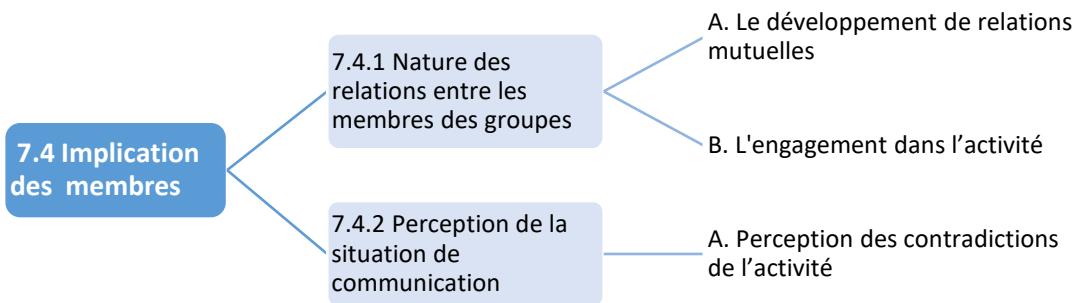 7.4 Implication
des membres
7.4.1 Nature des
relations entre les
membres des groupes
A. Le développement de relations
mutuelles
B. L'engagement dans l’activité
7.4.2 Perception de la
situation de
communication
A. Perception des contradictions
de l’activité